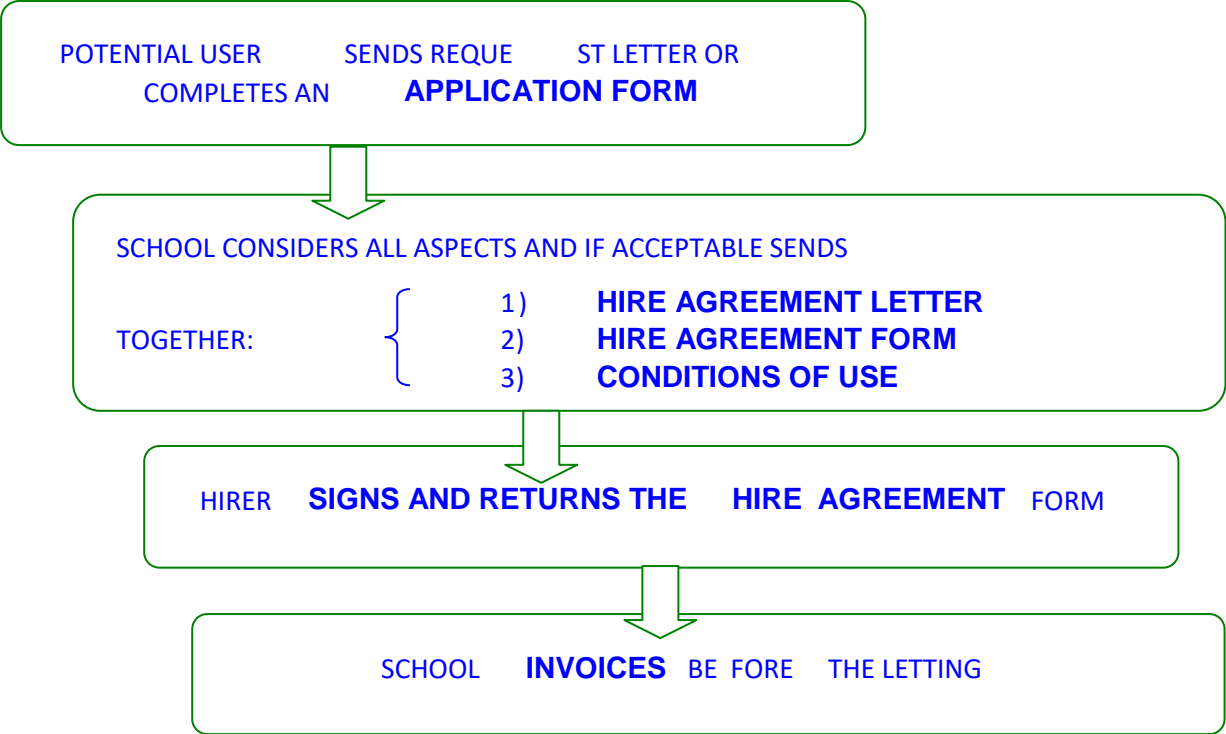 POTENTIAL USER SENDS REQUE ST LETTER OR
COMPLETES AN APPLICATION FORM
SCHOOL CONSIDERS ALL ASPECTS AND IF ACCEPTABLE SENDS
1) HIRE AGREEMENT LETTER
TOGETHER: 2) HIRE AGREEMENT FORM
3) CONDITIONS OF USE
HIRER SIGNS AND RETURNS THE HIRE AGREEMENT FORM
SCHOOL INVOICES BE FORE THE LETTING